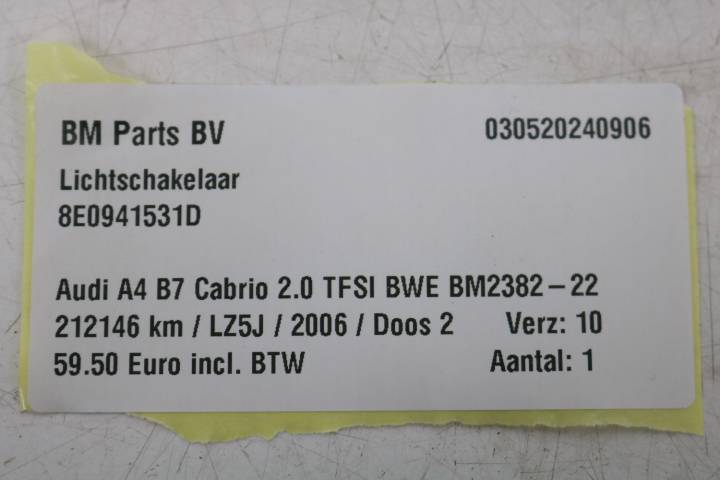 BM Parts BV 030520240906
Lichtschakelaar
8E0941531D
Audi A4 B7 Cabrio 2.0 TFSI BWE BM2382-22
212146 km / LZ5J / 2006 / Doos 2 Verz: 10
59.50 Euro incl. BTW Aantal: 1